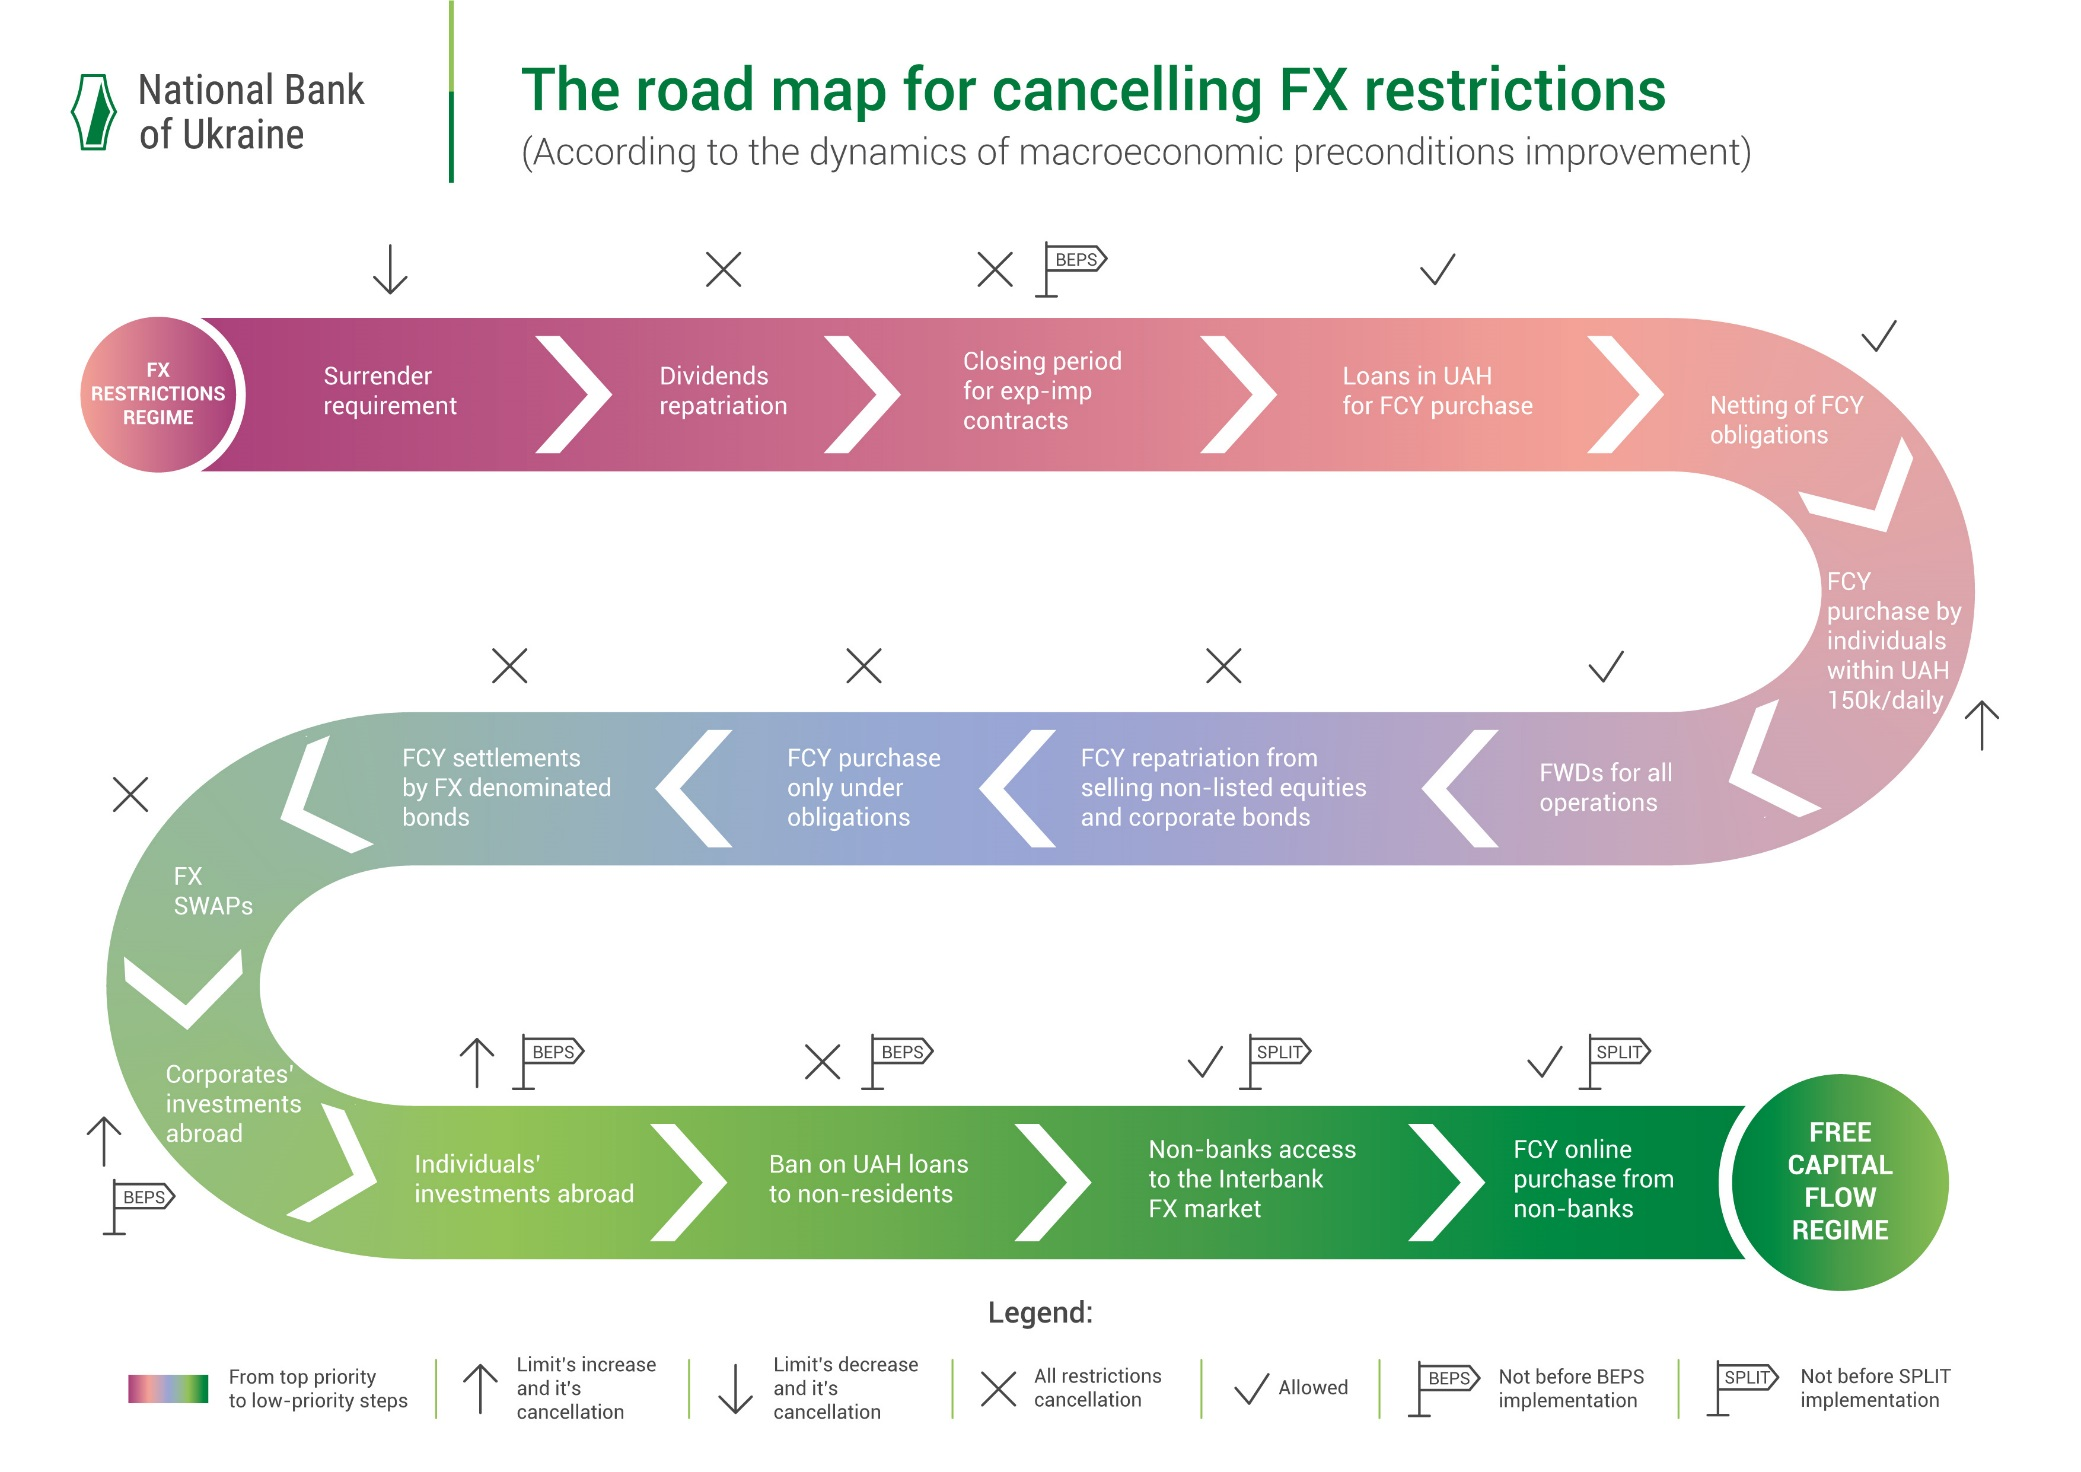 National Bank
of Ukraine
The road map for cancelling FX restrictions
(According to the dynamics of macroeconomic preconditions improvement)
BEPS
FX
RESTRICTIONS
REGIME
Surrender
requirement
Dividends
repatriation
Closing period
for exp-imp
contracts
Loans in UAH
for FCY purchase
Netting of FCY
obligations
FCY
purchase by
individuals
within UAH
150k/daily
FWDs for all
operations
FCY repatriation from
selling non-listed equities
and corporate bonds
FCY purchase
only under
obligations
FCY settlements
by FX denominated
bonds
FX
SWAPs
Corporates'
investments
abroad
BEPS
BEPS
BEPS
SPLIT
SPLIT
Individuals'
investments abroad
Ban on UAH loans
to non-residents
Non-banks access
to the Interbank
FX market
FCY online
purchase from
non-banks
FREE
CAPITAL
FLOW
REGIME
Legend:
From top priority
to low-priority steps
Limit's increase
and it's
cancellation
Limit's decrease
and it's
cancellation
All restrictions
cancellation
Allowed
BEPS
Not before BEPS
implementation
SPLIT
Not before SPLIT
implementation